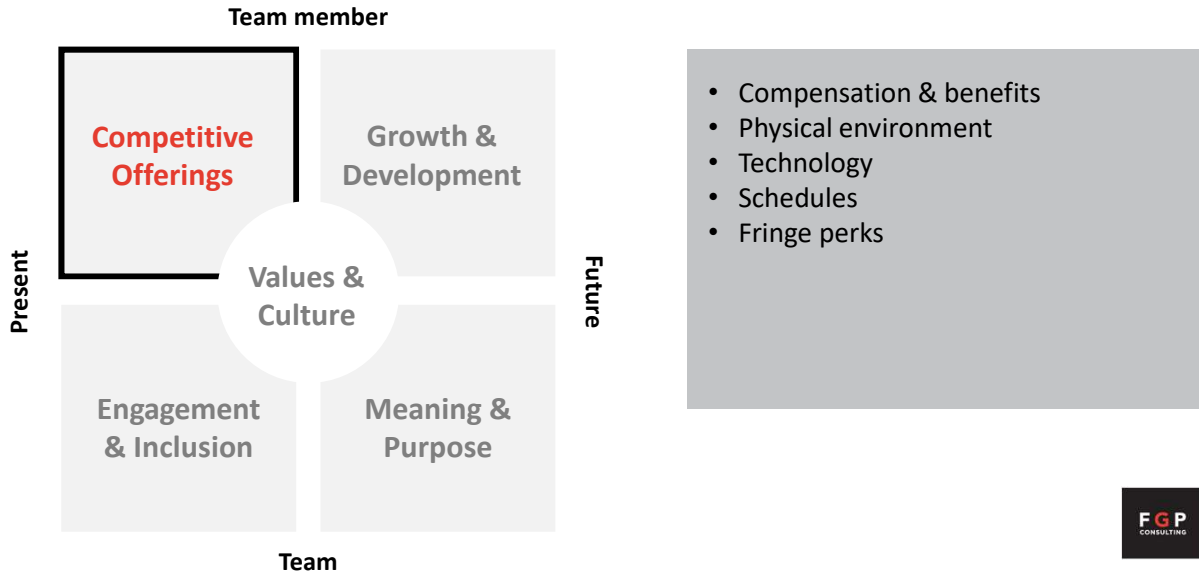 Team member
Competitive
Offerings
Growth &
Development
Present
Values &
Culture
Future
Engagement
& Inclusion
Meaning &
Purpose
Team
• Compensation & benefits
• Physical environment
• Technology
• Schedules
• Fringe perks
FGP
CONSULTING